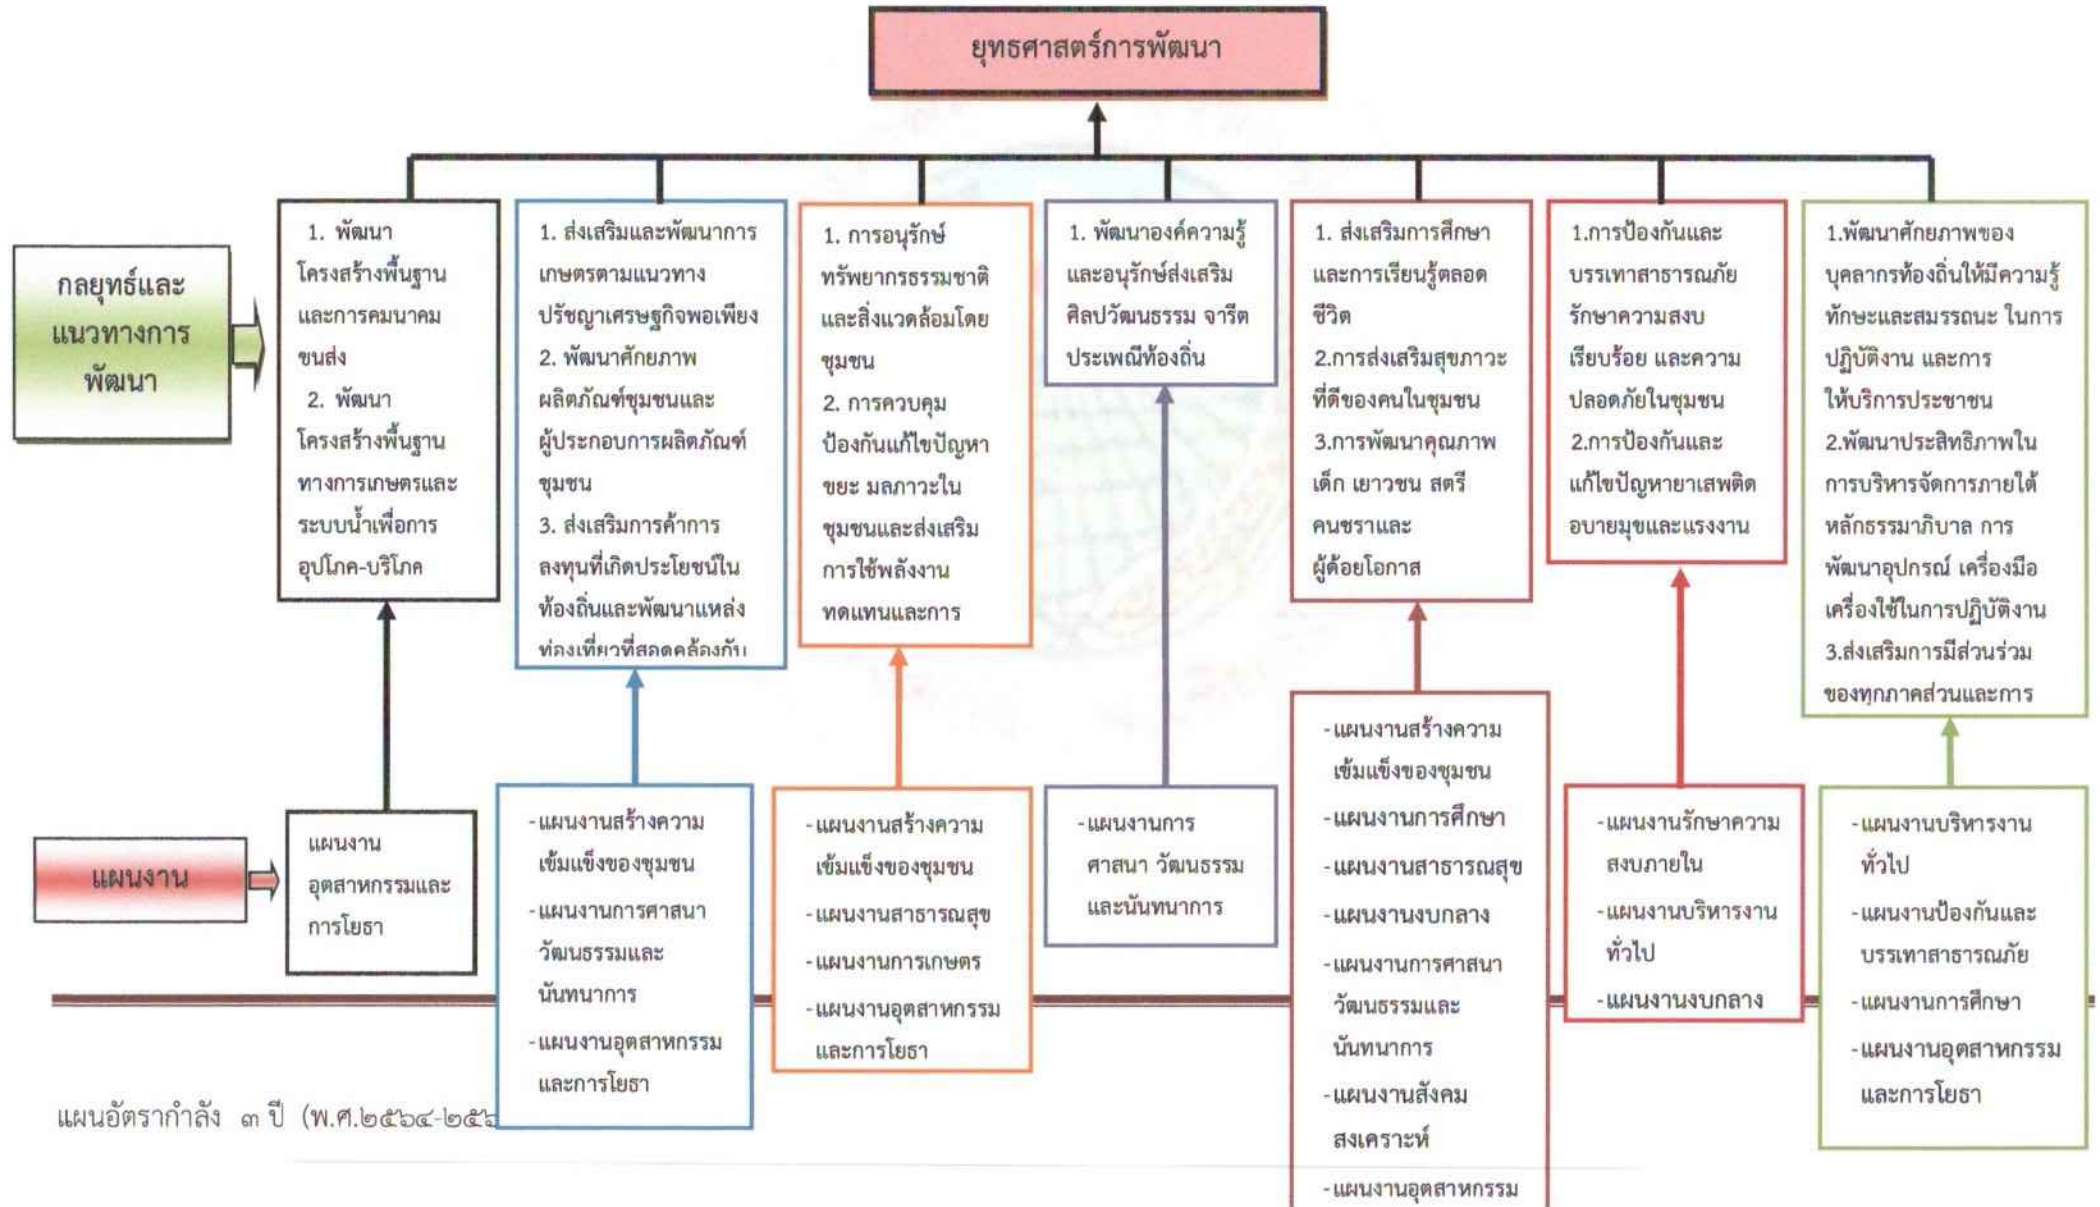 ยุทธศาสตร์การพัฒนา
กลยุทธ์และ
แนวทางการ
พัฒนา
1. พัฒนา
โครงสร้างพื้นฐาน
และการคมนาคม
ขนส่ง
2. พัฒนา
โครงสร้างพื้นฐาน
ทางการเกษตรและ
ระบบน้ำเพื่อการ
อุปโภค-บริโภค
1. ส่งเสริมและพัฒนาการ
เกษตรตามแนวทาง
ปรัชญาเศรษฐกิจพอเพียง
2. พัฒนาศักยภาพ
ผลิตภัณฑ์ชุมชนและ
ผู้ประกอบการผลิตภัณฑ์
ชุมชน
3. ส่งเสริมการค้าการ
ลงทุนที่เกิดประโยชน์ใน
ท้องถิ่นและพัฒนาแหล่ง
ท่องเที่ยวที่สอดคล้องกับ
1. การอนุรักษ์
ทรัพยากรธรรมชาติ
และสิ่งแวดล้อมโดย
ชุมชน
2. การควบคุม
ป้องกันแก้ไขปัญหา
ขยะ มลภาวะใน
ชุมชนและส่งเสริม
การใช้พลังงาน
ทดแทนและการ
1. พัฒนาองค์ความรู้
และอนุรักษ์ส่งเสริม
ศิลปวัฒนธรรม จารีต
ประเพณีท้องถิ่น
1. ส่งเสริมการศึกษา
และการเรียนรู้ตลอด
ชีวิต
2.การส่งเสริมสุขภาวะ
ที่ดีของคนในชุมชน
3.การพัฒนาคุณภาพ
เด็ก เยาวชน สตรี
คนชราและ
ผู้ด้อยโอกาส
1.การป้องกันและ
บรรเทาสาธารณภัย
รักษาความสงบ
เรียบร้อย และความ
ปลอดภัยในชุมชน
2.การป้องกันและ
แก้ไขปัญหายาเสพติด
อบายมุขและแรงงาน
1.พัฒนาศักยภาพของ
บุคลากรท้องถิ่นให้มีความรู้
ทักษะและสมรรถนะ ในการ
ปฏิบัติงาน และการ
ให้บริการประชาชน
2.พัฒนาประสิทธิภาพใน
การบริหารจัดการภายใต้
หลักธรรมาภิบาล การ
พัฒนาอุปกรณ์ เครื่องมือ
เครื่องใช้ในการปฏิบัติงาน
3.ส่งเสริมการมีส่วนร่วม
ของทุกภาคส่วนและการ
แผนงาน
แผนงาน
อุตสาหกรรมและ
การโยธา
-แผนงานสร้างความ
เข้มแข็งของชุมชน
-แผนงานการศาสนา
วัฒนธรรมและ
นันทนาการ
-แผนงานอุตสาหกรรม
และการโยธา
-แผนงานสร้างความ
เข้มแข็งของชุมชน
-แผนงานสาธารณสุข
-แผนงานการเกษตร
-แผนงานอุตสาหกรรม
และการโยธา
-แผนงานการ
ศาสนา วัฒนธรรม
และนันทนาการ
-แผนงานสร้างความ
เข้มแข็งของชุมชน
-แผนงานการศึกษา
-แผนงานสาธารณสุข
-แผนงานงบกลาง
-แผนงานการศาสนา
วัฒนธรรมและ
นันทนาการ
-แผนงานสังคม
สงเคราะห์
-แผนงานอุตสาหกรรม
-แผนงานรักษาความ
สงบภายใน
-แผนงานบริหารงาน
ทั่วไป
-แผนงานงบกลาง
-แผนงานบริหารงาน
ทั่วไป
-แผนงานป้องกันและ
บรรเทาสาธารณภัย
-แผนงานการศึกษา
-แผนงานอุตสาหกรรม
และการโยธา
แผนอัตรากำลัง ๓ ปี (พ.ศ.๒๕๖๔-๒๕๖